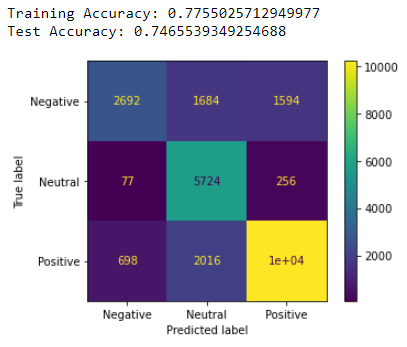 Training Accuracy: 0.7755025712949977
Test Accuracy: 0.7465539349254688
Negative 2692 1684 1594
Neutral 77 5724 256
Positive 698 2016 1e+04
Negative Neutral Positive
Predicted label
True label
10000
8000
6000
4000
2000